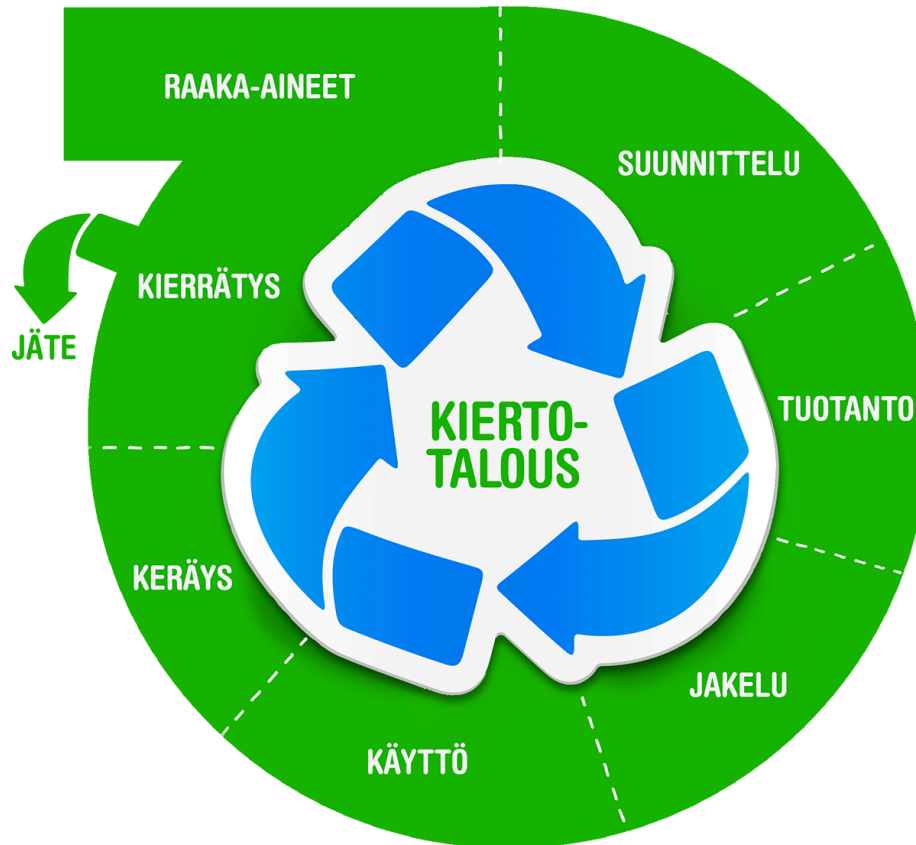 RAAKA-AINEET
SUUNNITTELU
TUOTANTO
JAKELU
KÄYTTÖ
KERÄYS
KIERRÄTYS
JÄTE
KIERTO-
TALOUS